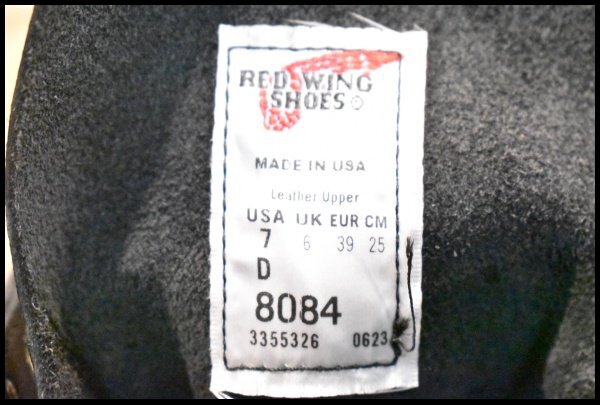 RED WING
SHOES®
MADE IN USA
Leather Upper
USA UK EUR CM
7 6 39 25
D
8084
3355326 0623